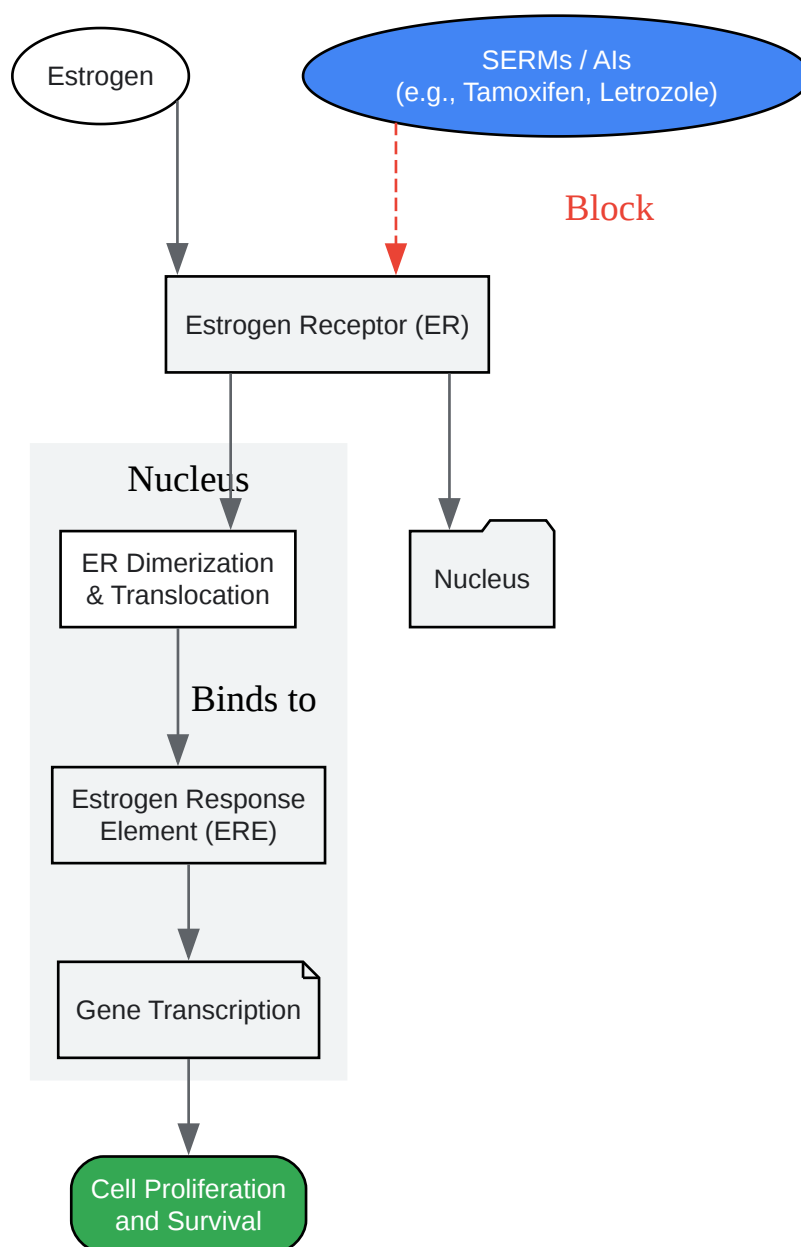 Estrogen
SERMs / AIs
(e.g., Tamoxifen, Letrozole)
Block
Estrogen Receptor (ER)
Nucleus
ER Dimerization
& Translocation
Nucleus
Binds to
Estrogen Response
Element (ERE)
Gene Transcription
Cell Proliferation
and Survival